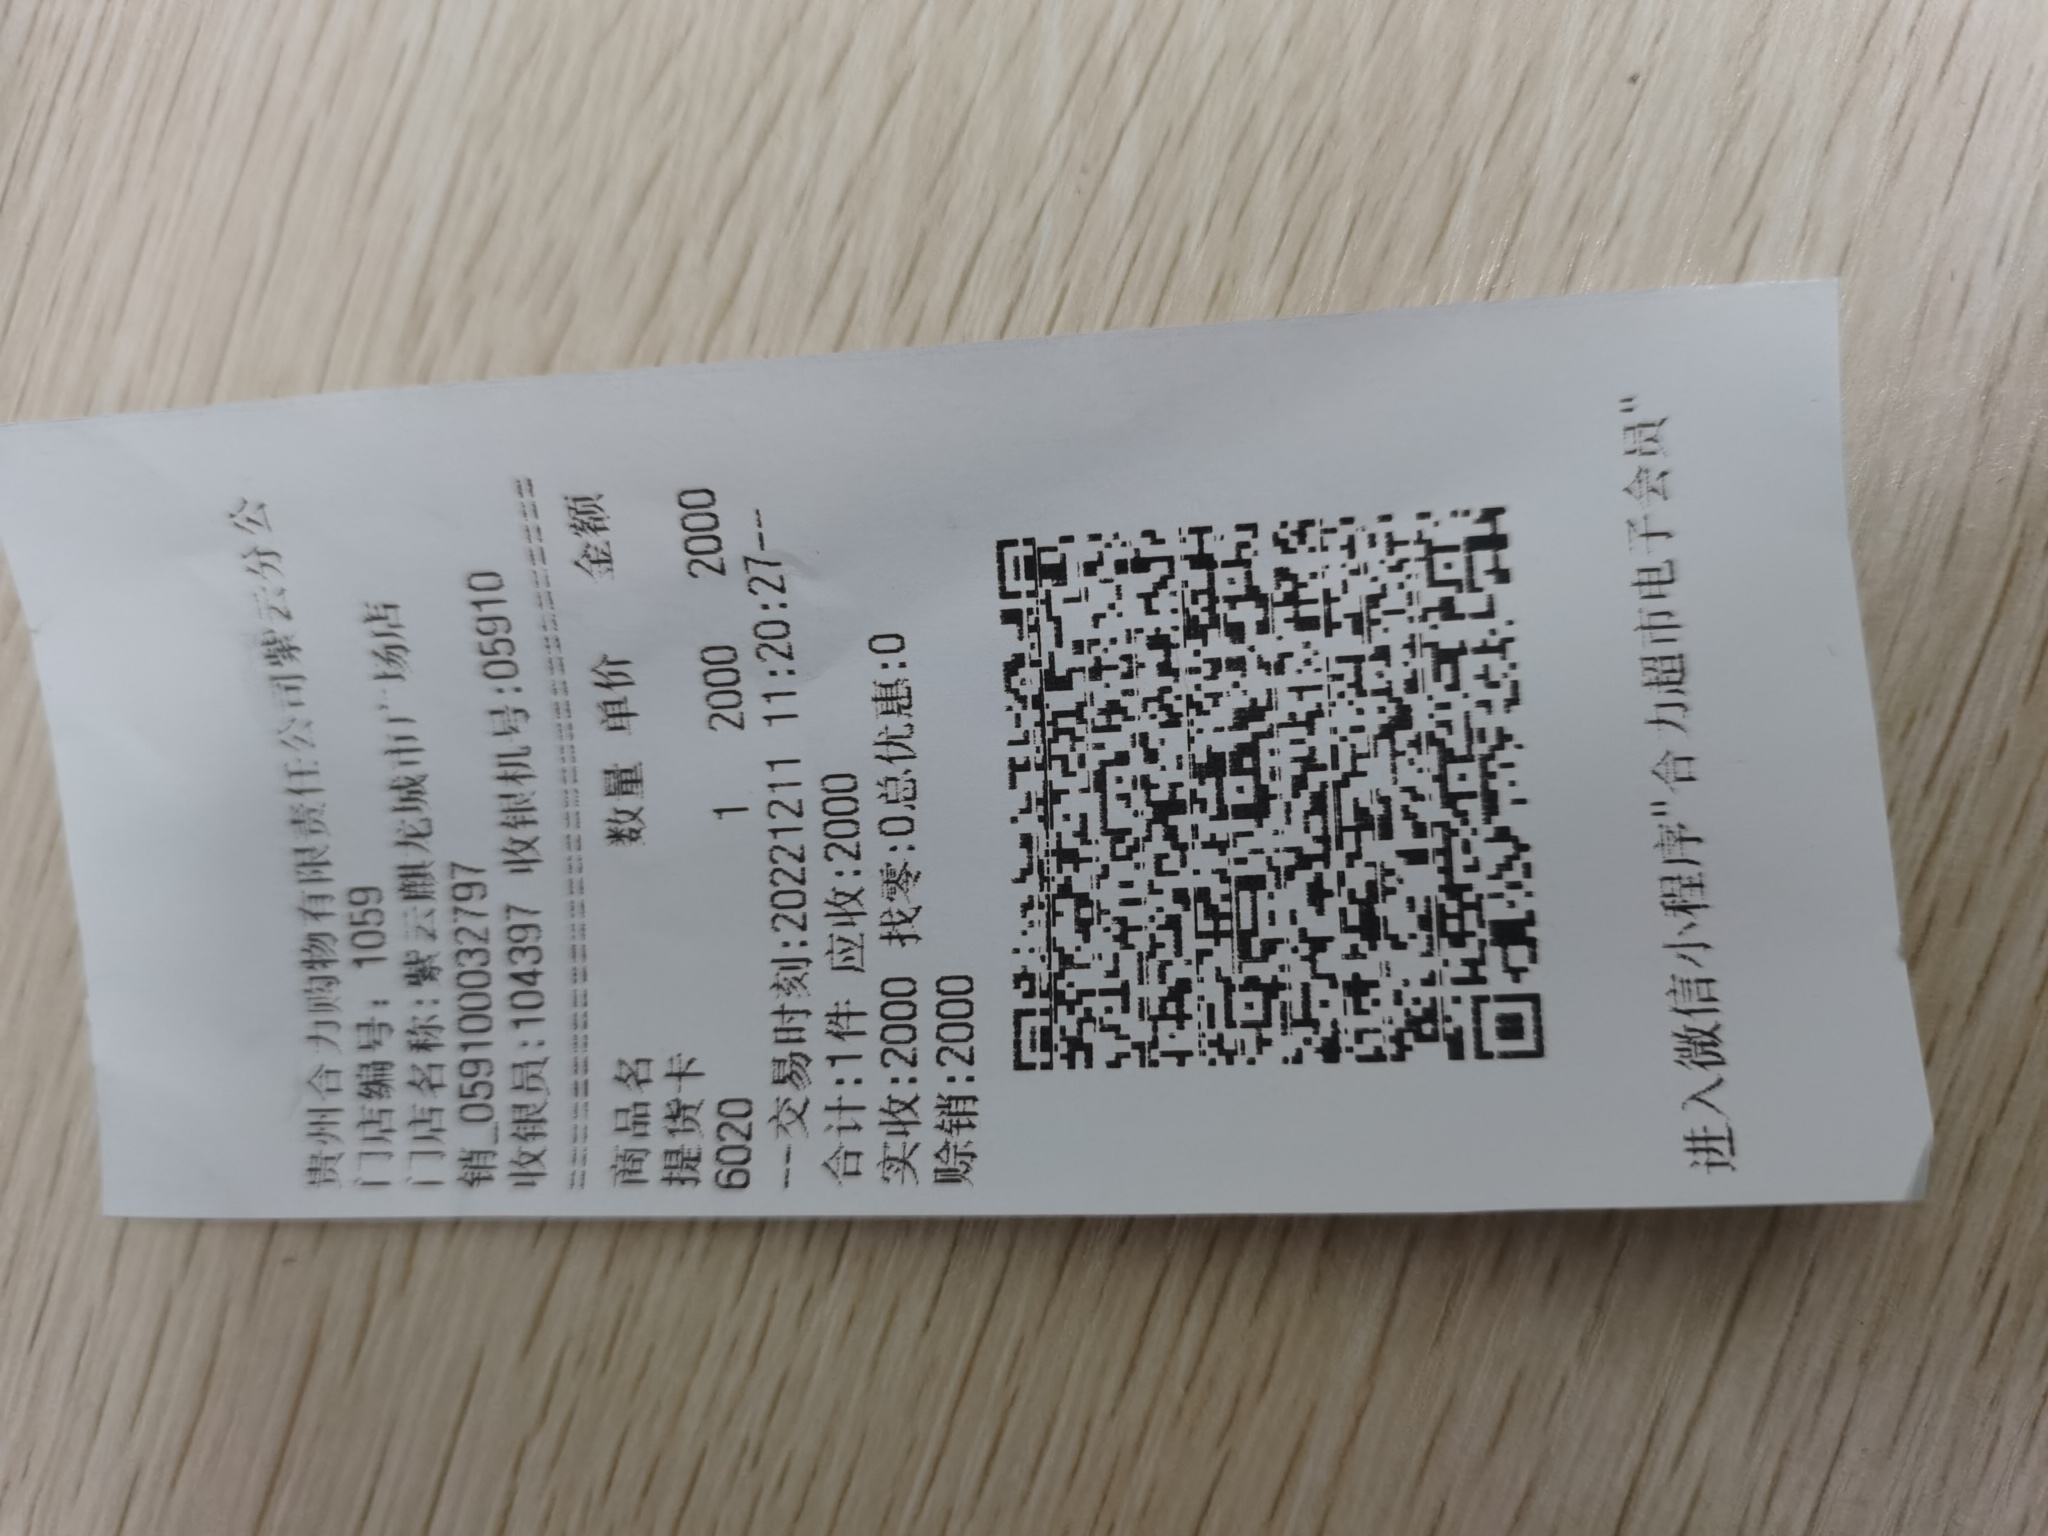 贵州合力购物有限责任公司紫云分公
门店编号: 1059
门店名称:紫云麒龙城市广场店
销_0591000032797
收银员:104397 收银机号:05910
========================================
商品名 数量 单价 金额
提货卡
6020 1 2000 2000
---交易时刻:20221211 11:20:27---
合计:1件 应收:2000
实收:2000 找零:0总优惠:0
赊销:2000
进入微信小程序"合力超市电子会员"